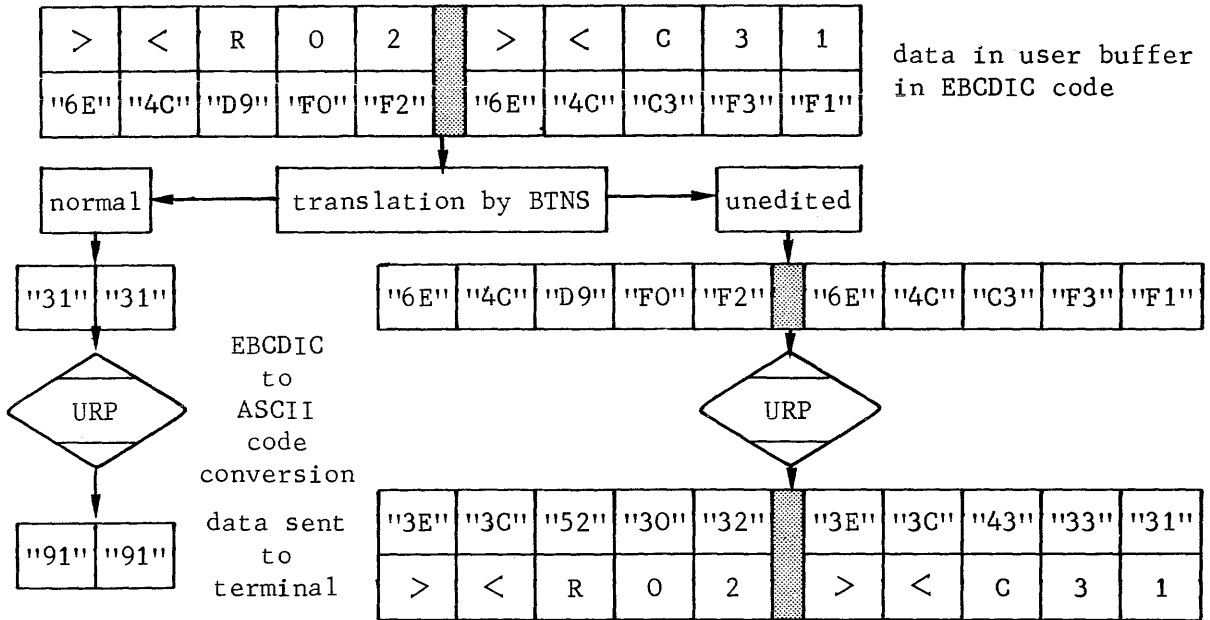 > < R 0 2 > < C 3 1
"6E" "4C" "D9" "F0" "F2" "6E" "4C" "C3" "F3" "F1"
data in user buffer
in EBCDIC code
normal
translation by BTNS
unedited
"31" "31"
"6E" "4C" "D9" "F0" "F2" "6E" "4C" "C3" "F3" "F1"
URP
EBCDIC
to
ASCII
code
conversion
URP
"91" "91"
data sent
to
terminal
"3E" "3C" "52" "30" "32" "3E" "3C" "43" "33" "31"
> < R 0 2 > < C 3 1